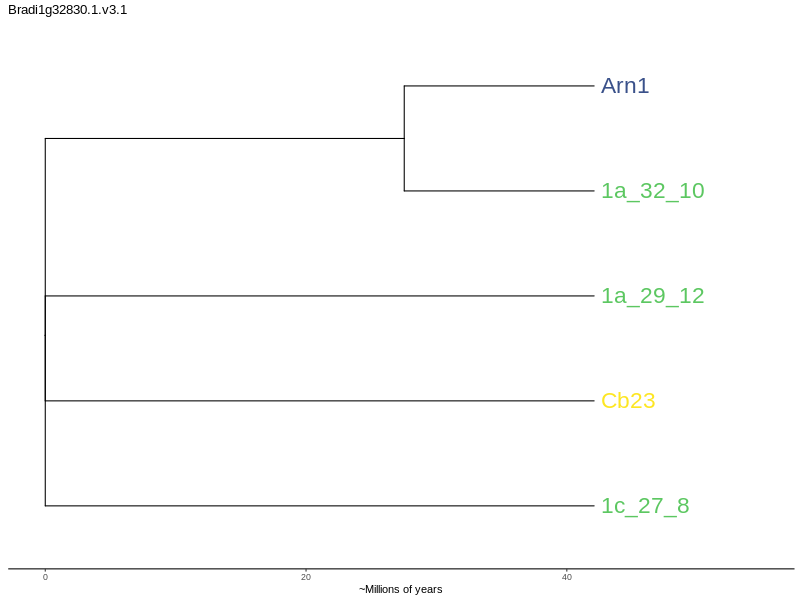 Bradi1g32830.1.v3.1
Arn1
1a_32_10
1a_29_12
Cb23
1c_27_8
0 20 40
~Millions of years